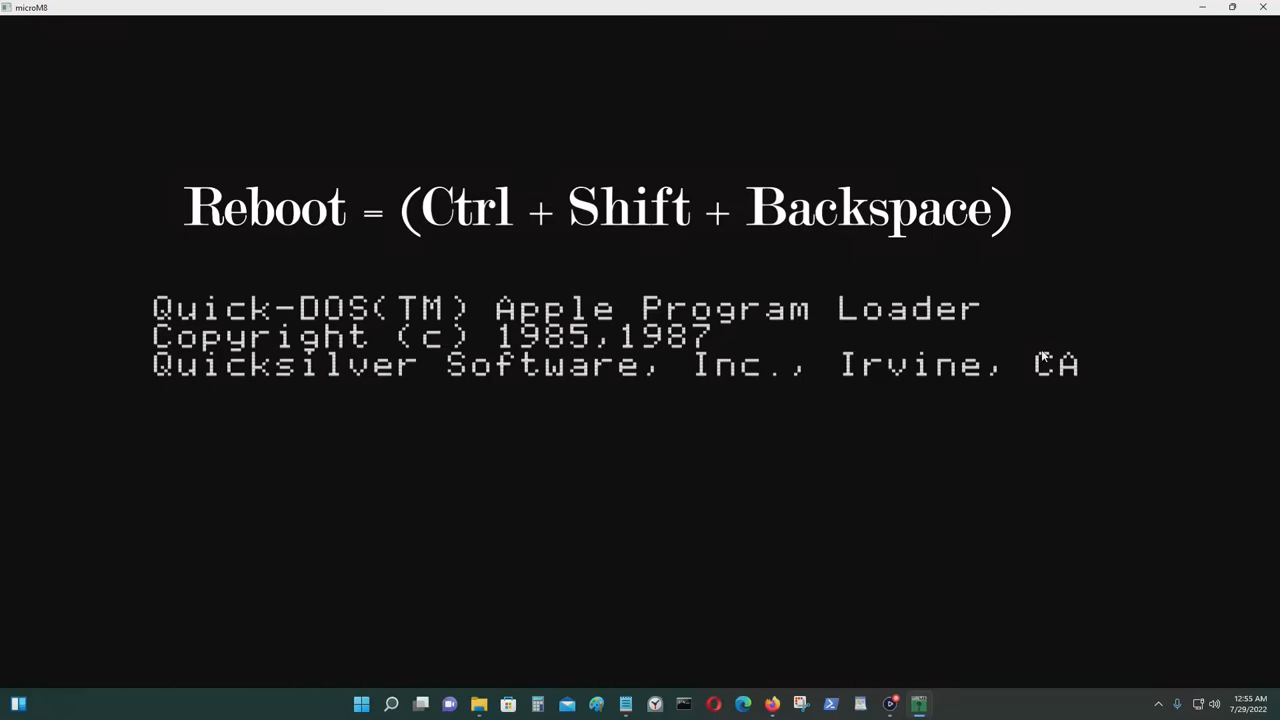 microM8
Reboot = (Ctrl + Shift + Backspace)
Quick-DOS(TM) Apple Program Loader
Copyright (c) 1985,1987
Quicksilver Software, Inc., Irvine, CA
12:55 AM
7/29/2022